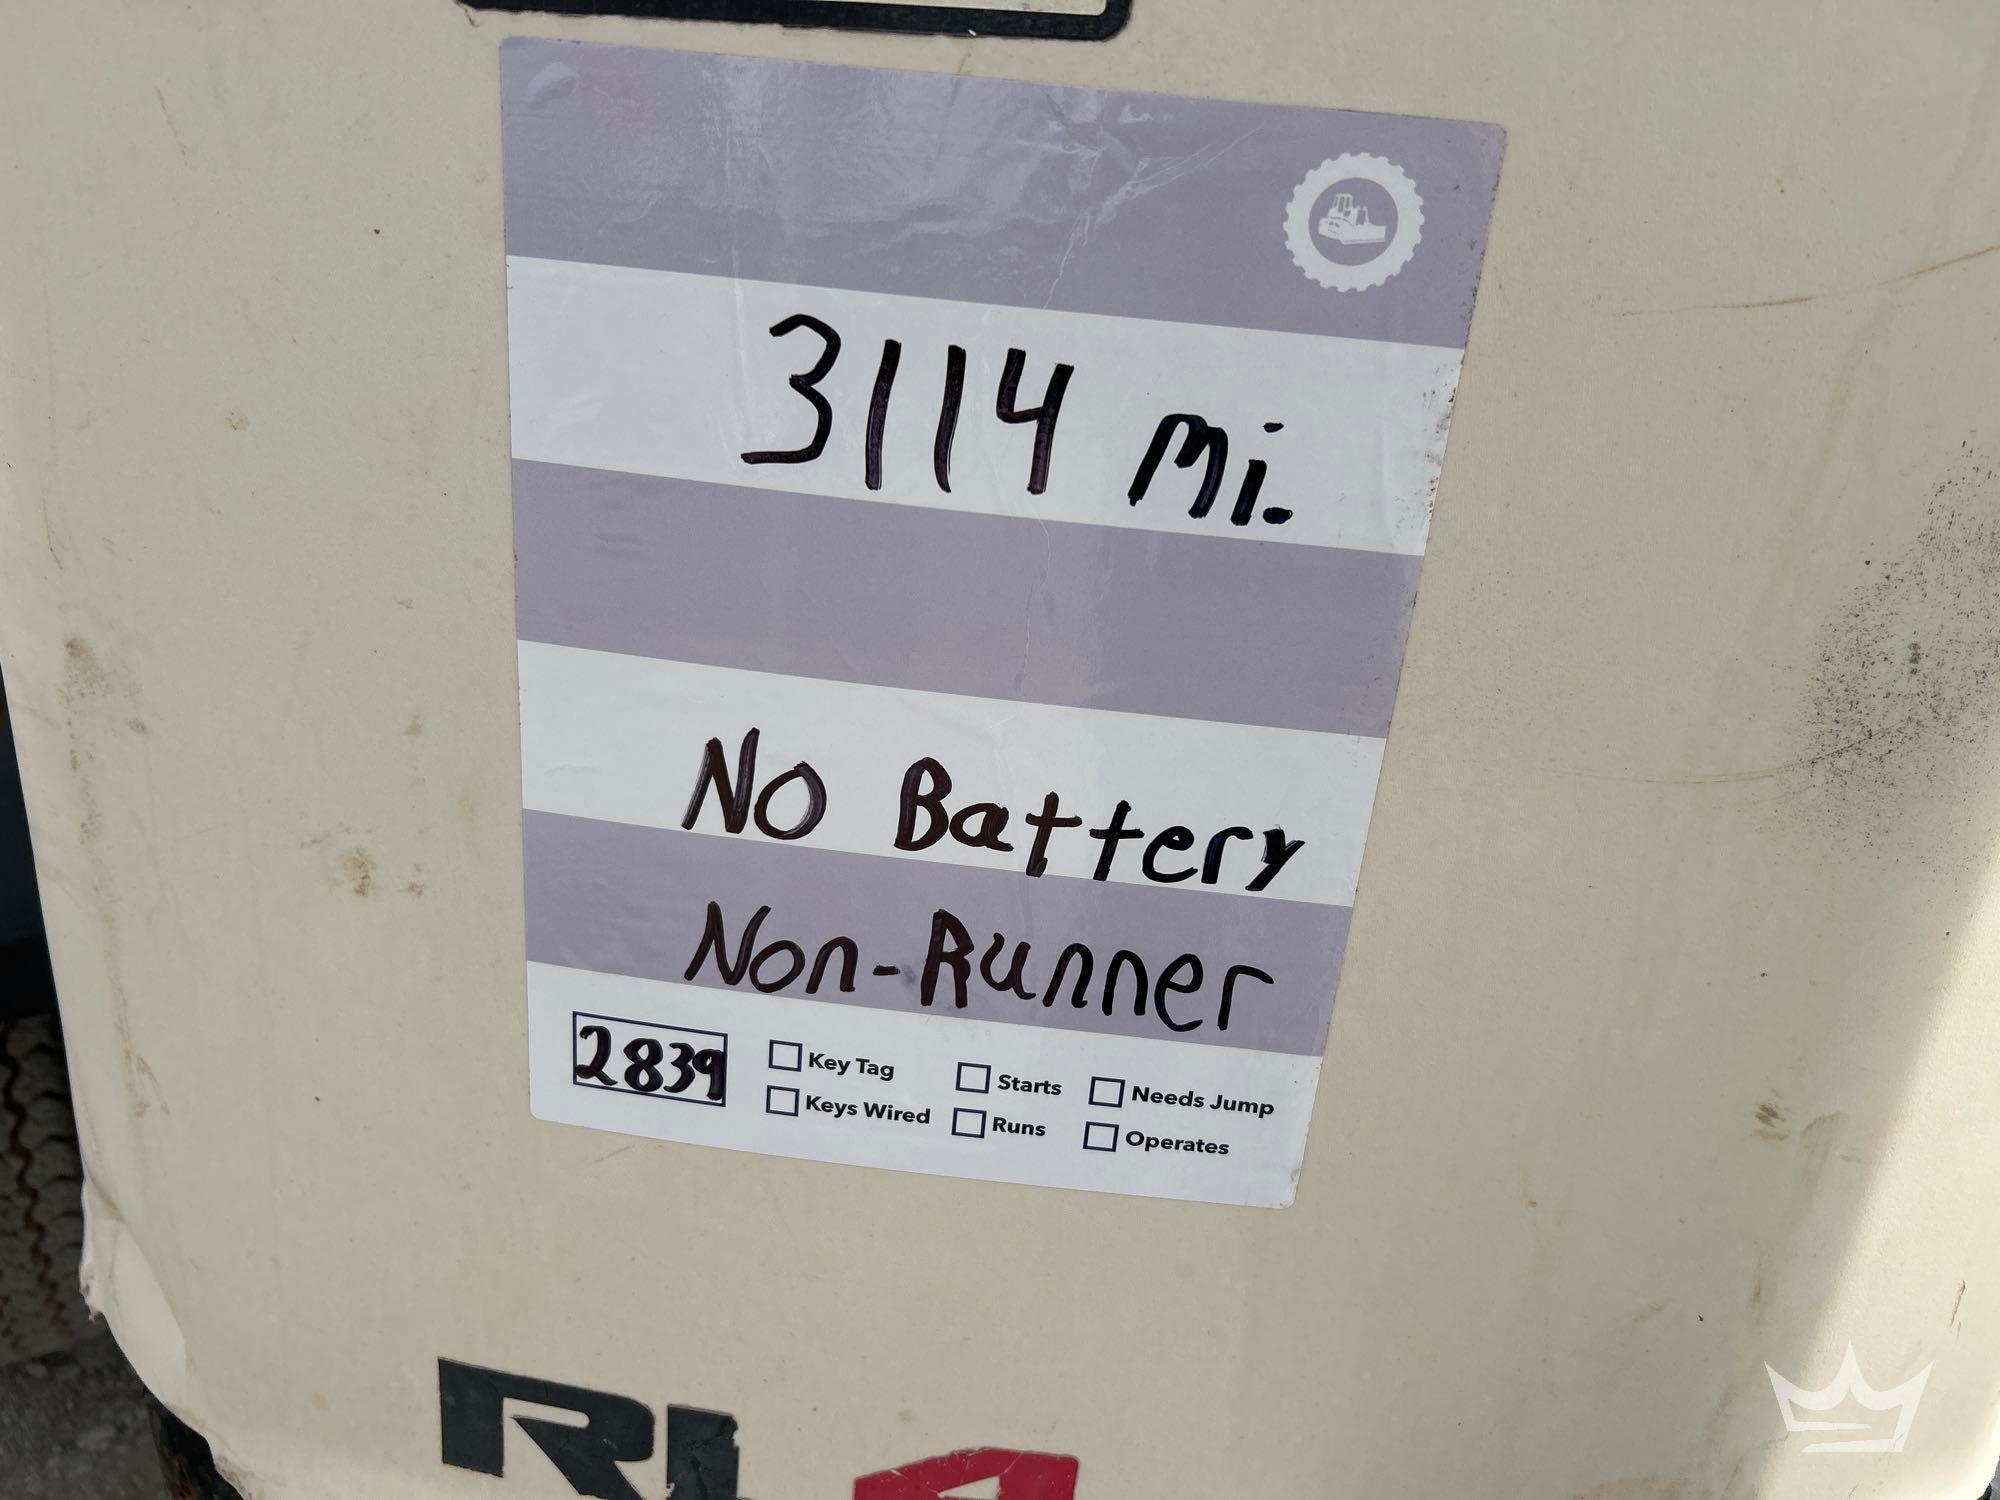 3114 mi.
No Battery
Non-Runner
2839
Key Tag
Starts
Needs Jump
Keys Wired
Runs
Operates
RL4